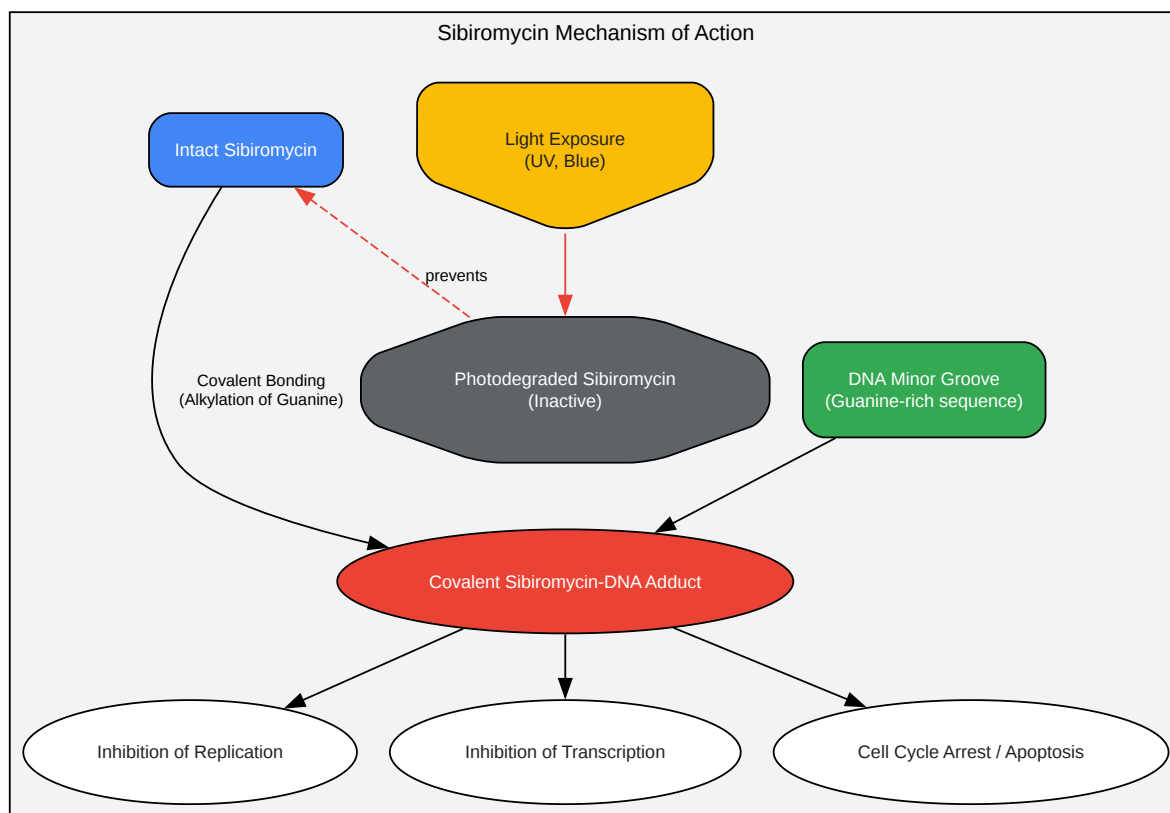 Sibiromycin Mechanism of Action
Intact Sibiromycin
Light Exposure
(UV, Blue)
prevents
Covalent Bonding
(Alkylation of Guanine)
Photodegraded Sibiromycin
(Inactive)
DNA Minor Groove
(Guanine-rich sequence)
Covalent Sibiromycin-DNA Adduct
Inhibition of Replication
Inhibition of Transcription
Cell Cycle Arrest / Apoptosis